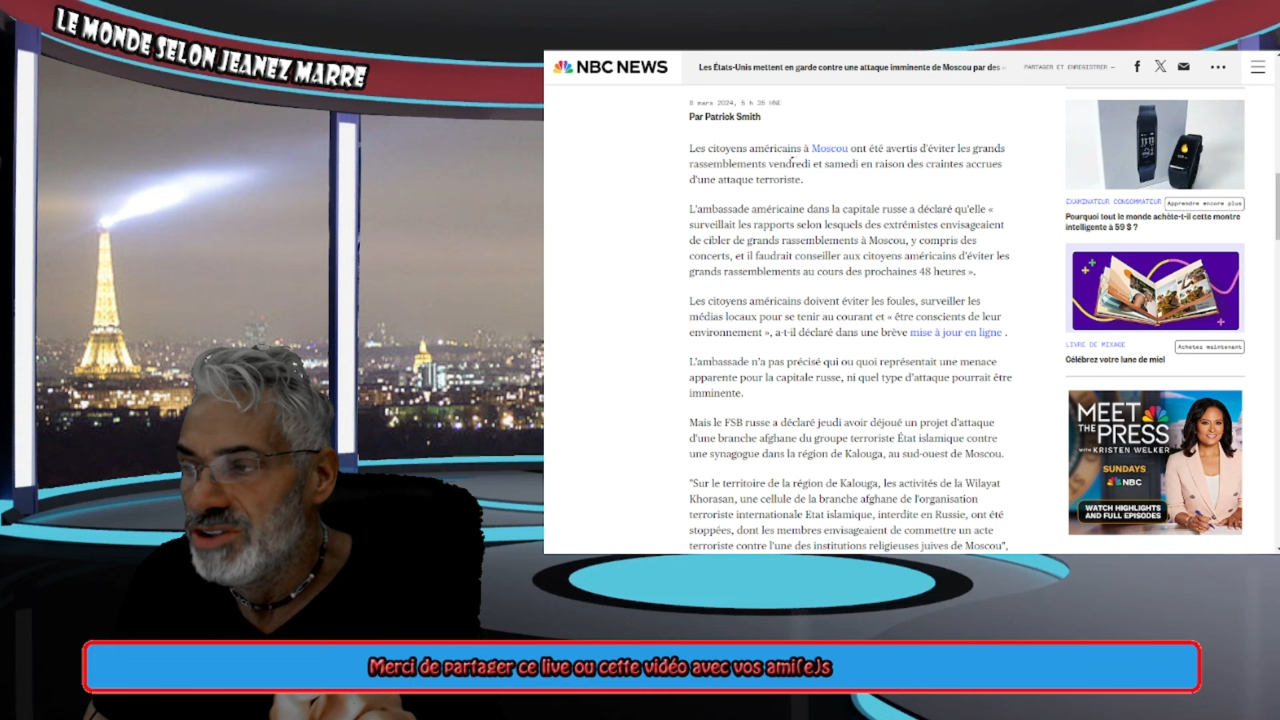 LE MONDE SELON JEANEZ MARRE
NBC NEWS
Les États-Unis mettent en garde contre une attaque imminente de Moscou par des
PARTAGER ET ENREGISTRER —
8 mars 2024, 5 h 35 HNE
Par Patrick Smith
Les citoyens américains à Moscou ont été avertis d'éviter les grands
rassemblements vendredi et samedi en raison des craintes accrues
d'une attaque terroriste.
L'ambassade américaine dans la capitale russe a déclaré qu'elle «
surveillait les rapports selon lesquels des extrémistes envisageaient
de cibler de grands rassemblements à Moscou, y compris des
concerts, et il faudrait conseiller aux citoyens américains d'éviter les
grands rassemblements au cours des prochaines 48 heures ».
Les citoyens américains doivent éviter les foules, surveiller les
médias locaux pour se tenir au courant et « être conscients de leur
environnement », a-t-il déclaré dans une brève mise à jour en ligne .
L'ambassade n'a pas précisé qui ou quoi représentait une menace
apparente pour la capitale russe, ni quel type d'attaque pourrait être
imminente.
Mais le FSB russe a déclaré jeudi avoir déjoué un projet d'attaque
d'une branche afghane du groupe terroriste État islamique contre
une synagogue dans la région de Kalouga, au sud-ouest de Moscou.
"Sur le territoire de la région de Kalouga, les activités de la Wilayat
Khorasan, une cellule de la branche afghane de l'organisation
terroriste internationale Etat islamique, interdite en Russie, ont été
stoppées, dont les membres envisageaient de commettre un acte
terroriste contre l'une des institutions religieuses juives de Moscou",
EXAMINATEUR CONSOMMATEUR
Apprendre encore plus
Pourquoi tout le monde achète-t-il cette montre
intelligente à 59 $ ?
LIVRE DE MIXAGE
Achetez maintenant
Célébrez votre lune de miel
MEET
THE PRESS
WITH KRISTEN WELKER
SUNDAYS
NBC
WATCH HIGHLIGHTS
AND FULL EPISODES
Merci de partager ce live ou cette vidéo avec vos ami(e)s